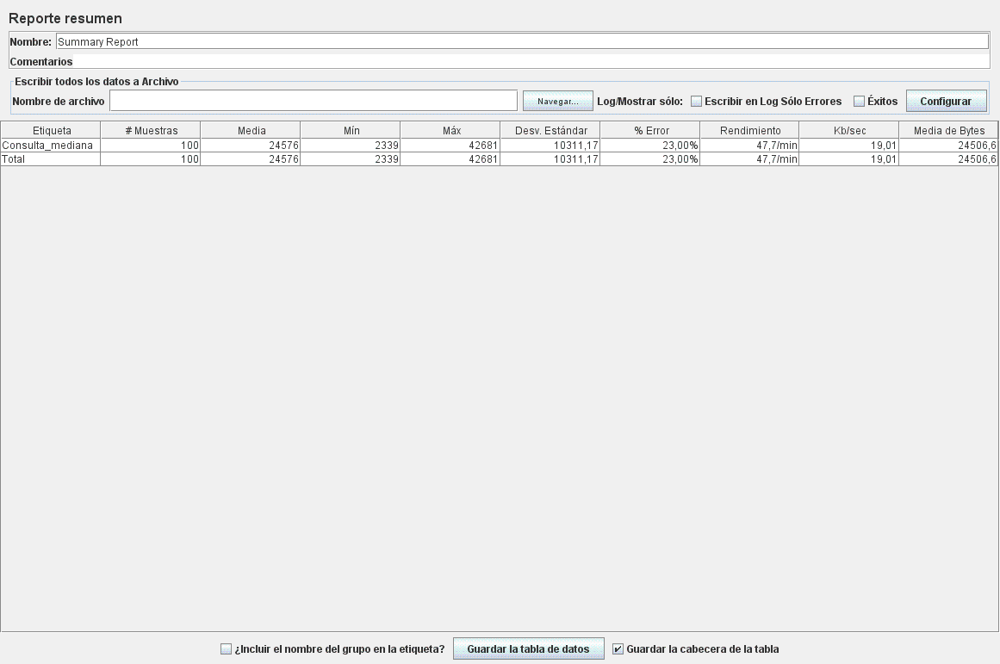 Reporte resumen
Nombre: Summary Report
Comentarios
Escribir todos los datos a Archivo
Nombre de archivo Navegar... Log/Mostrar sólo: Escribir en Log Sólo Errores Éxitos Configurar
Etiqueta # Muestras Media Mín Máx Desv. Estándar % Error Rendimiento Kb/sec Media de Bytes
Consulta_mediana 100 24576 2339 42681 10311,17 23,00% 47,7/min 19,01 24506,6
Total 100 24576 2339 42681 10311,17 23,00% 47,7/min 19,01 24506,6
¿Incluir el nombre del grupo en la etiqueta? Guardar la tabla de datos Guardar la cabecera de la tabla